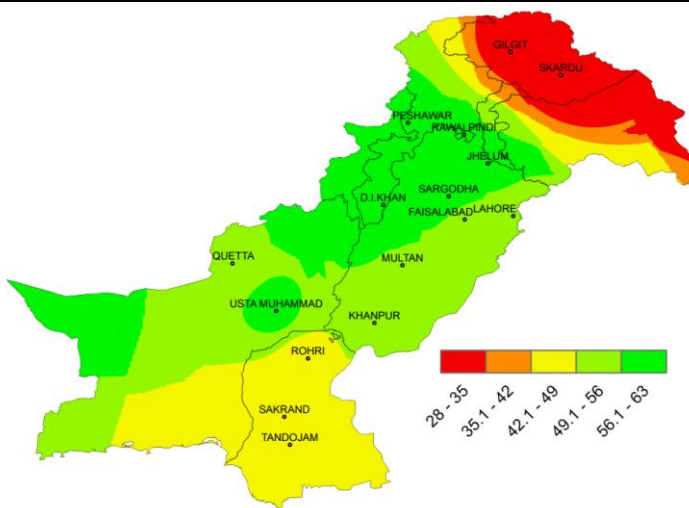 GILGIT
SKARDU
PESHAWAR
RAWALPINDI
JHELUM
SARGODHA
D.I.KHAN
FAISALABAD
LAHORE
QUETTA
MULTAN
USTA MUHAMMAD
KHANPUR
ROHRI
SAKRAND
TANDOJAM
28 - 35
35.1 - 42
42.1 - 49
49.1 - 56
56.1 - 63